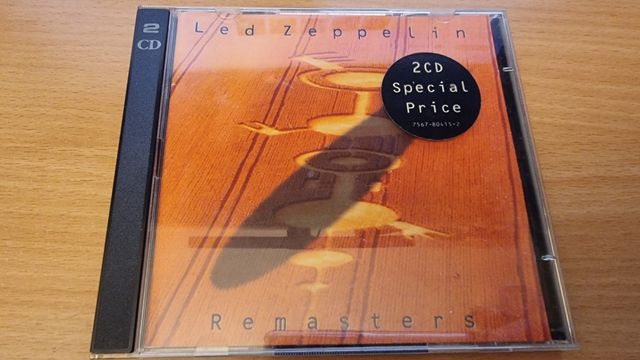 2
CD
Led Zeppelin
2CD
Special
Price
7567-80415-2
Remasters